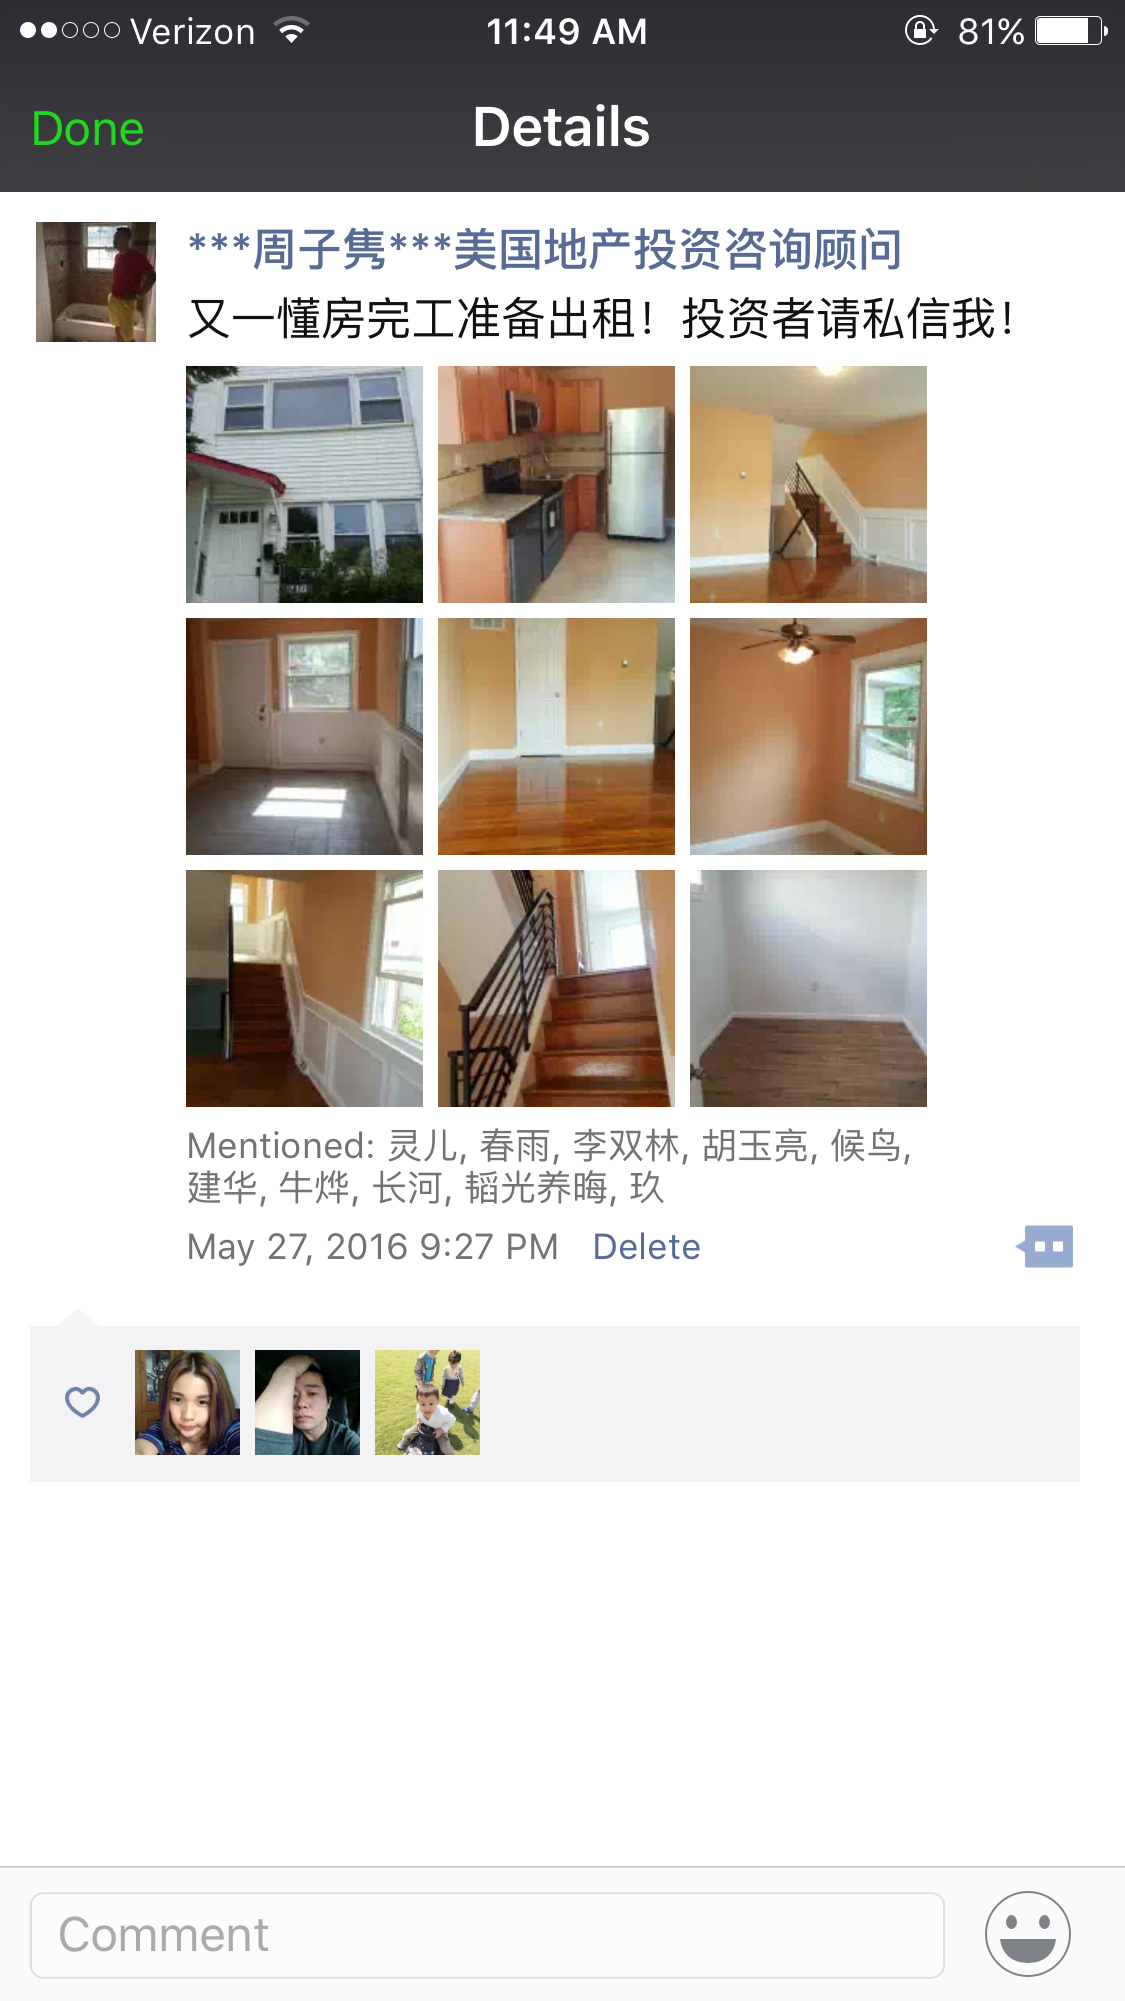 Verizon 11:49 AM 81%
Done Details
***周子隽***美国地产投资咨询顾问
又一懂房完工准备出租！投资者请私信我！
Mentioned: 灵儿, 春雨, 李双林, 胡玉亮, 候鸟,
建华, 牛烨, 长河, 韬光养晦, 玖
May 27, 2016 9:27 PM Delete
Comment